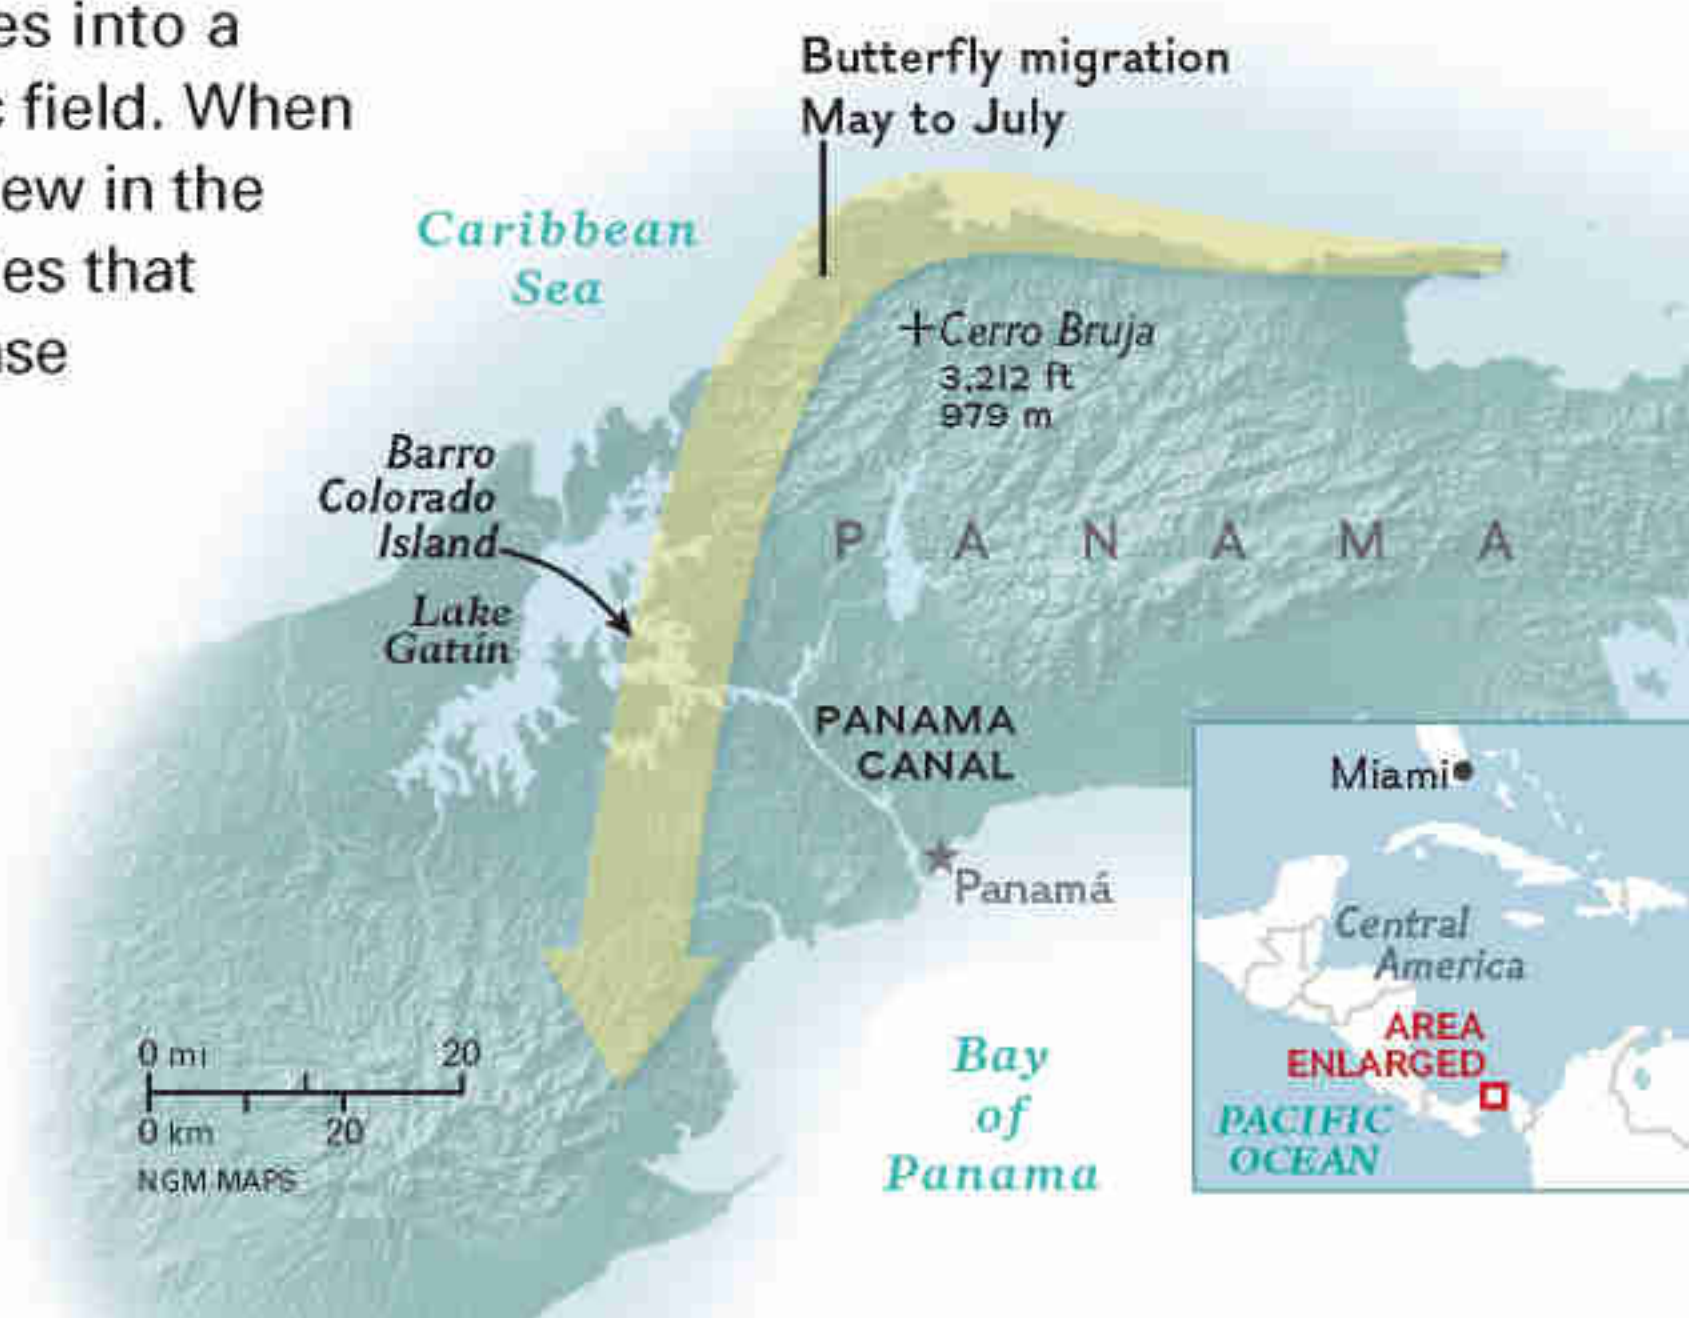 es into a
c field. When
ew in the
es that
se
Butterfly migration
May to July
Caribbean
Sea
+Cerro Bruja
3,212 ft
979 m
Barro
Colorado
Island
Lake
Gatún
PANAMA
PANAMA
CANAL
Panamá
Bay
of
Panama
0 mi 20
0 km 20
NGM MAPS
Miami
Central
America
AREA
ENLARGED
PACIFIC
OCEAN